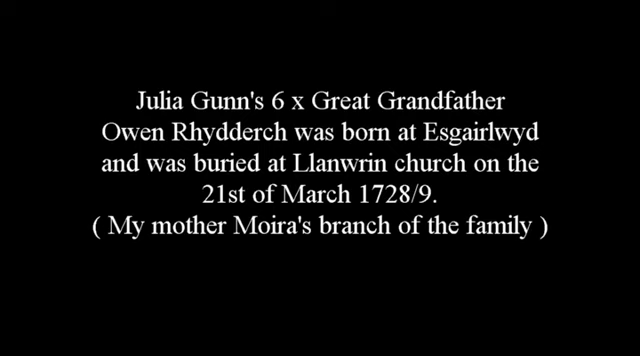 Julia Gunn's 6 x Great Grandfather
Owen Rhydderch was born at Esgairlwyd
and was buried at Llanwrin church on the
21st of March 1728/9.
( My mother Moira's branch of the family )